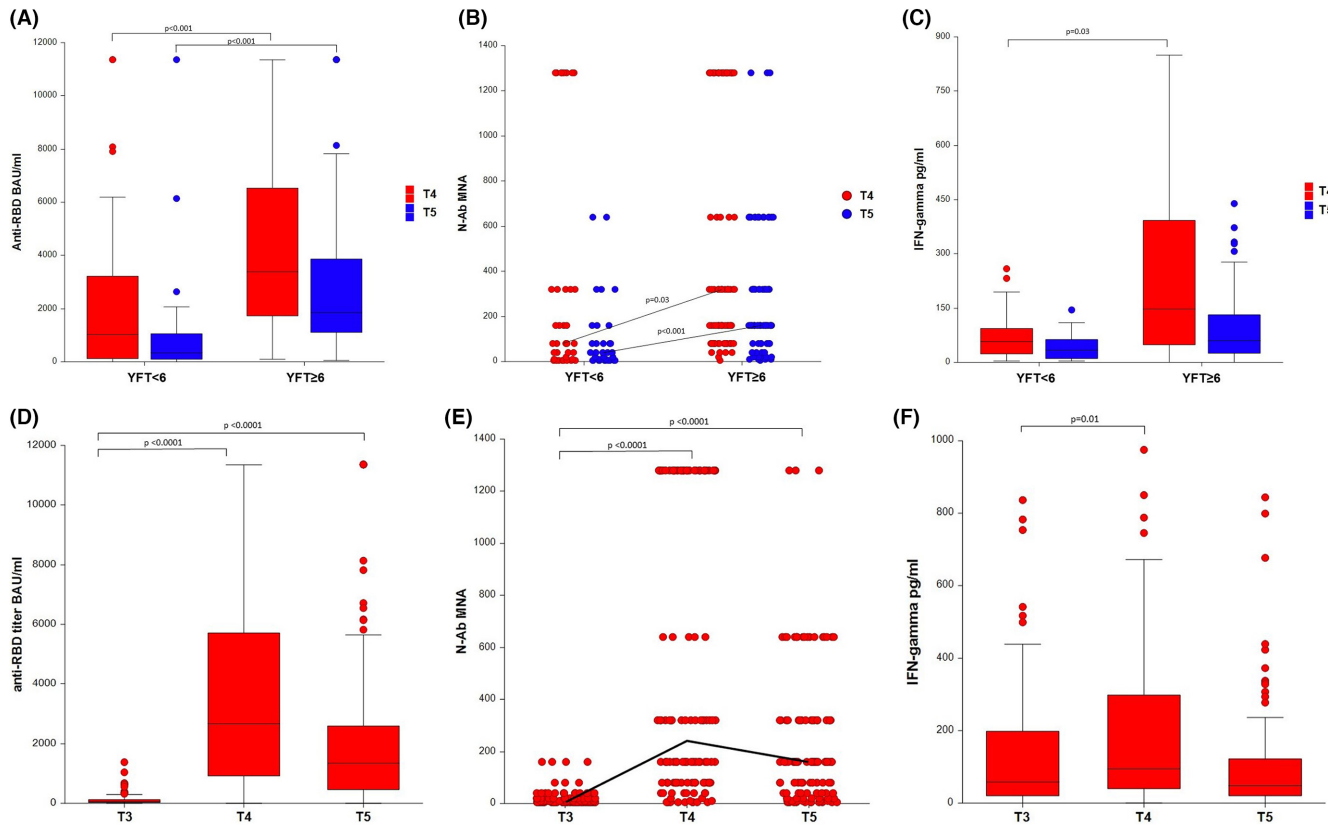 (A)
p<0.001
p<0.001
12000
10000
8000
6000
4000
2000
0
Anti-RBD BAU/ml
YFT<6
YFT≥6
T4
T5
(B)
1400
1200
1000
800
600
400
200
0
N-Ab MNA
p=0.03
p<0.001
YFT<6
YFT≥6
T4
T5
(C)
p=0.03
900
750
600
450
300
150
0
IFN-gamma pg/ml
YFT<6
YFT≥6
T4
T5
(D)
p <0.0001
p <0.0001
12000
10000
8000
6000
4000
2000
0
anti-RBD titer BAU/ml
T3
T4
T5
(E)
p <0.0001
p <0.0001
1400
1200
1000
800
600
400
200
0
N-Ab MNA
T3
T4
T5
(F)
p=0.01
1000
800
600
400
200
0
IFN-gamma pg/ml
T3
T4
T5